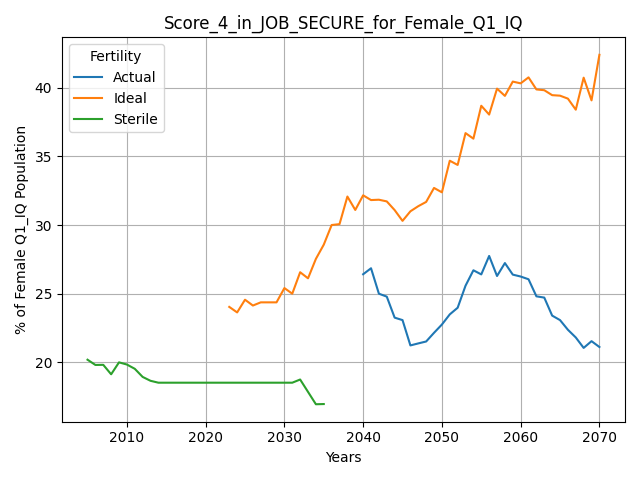 Score_4_in_JOB_SECURE_for_Female_Q1_IQ
Fertility
Actual
Ideal
Sterile
% of Female Q1_IQ Population
40
35
30
25
20
2010
2020
2030
2040
2050
2060
2070
Years